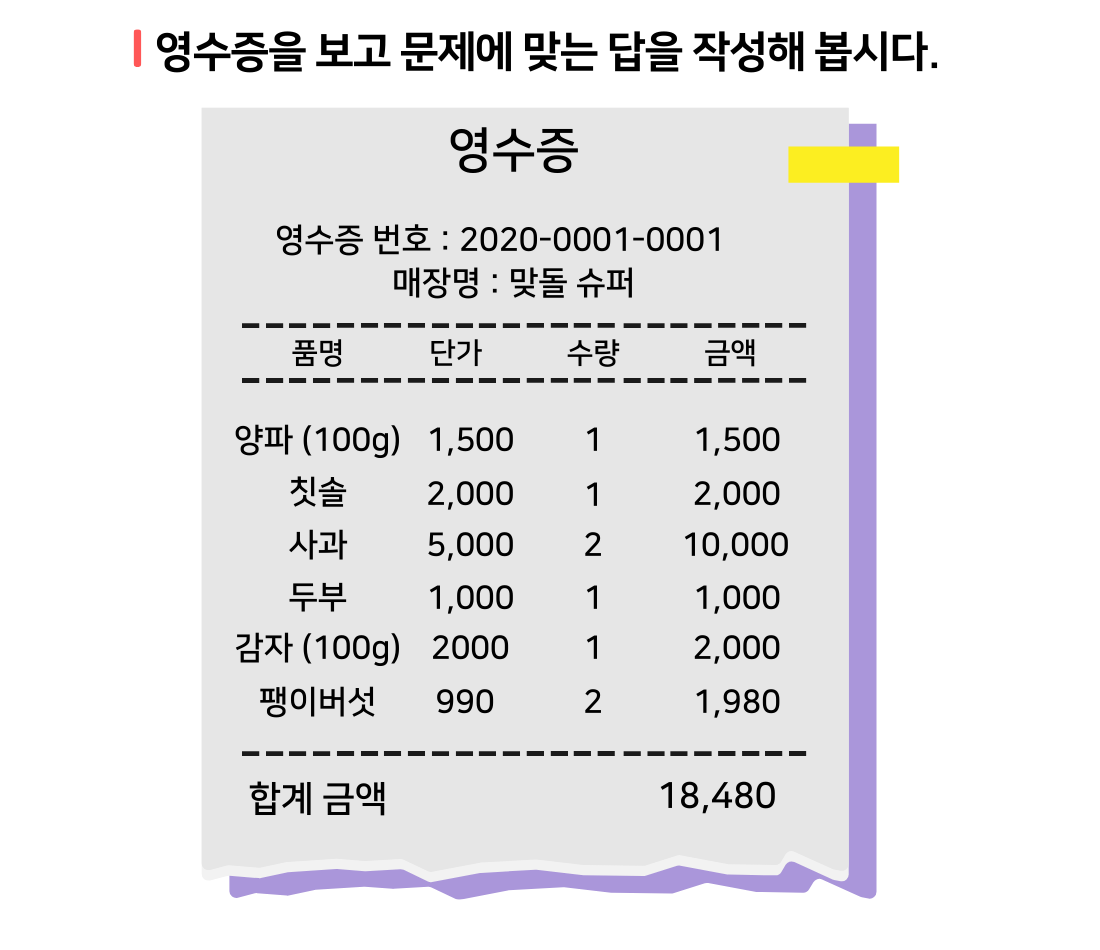 영수증을 보고 문제에 맞는 답을 작성해 봅시다.
영수증
영수증 번호 : 2020-0001-0001
매장명 : 맞돌 슈퍼
품명 단가 수량 금액
양파 (100g) 1,500 1 1,500
칫솔 2,000 1 2,000
사과 5,000 2 10,000
두부 1,000 1 1,000
감자 (100g) 2000 1 2,000
팽이버섯 990 2 1,980
합계 금액 18,480